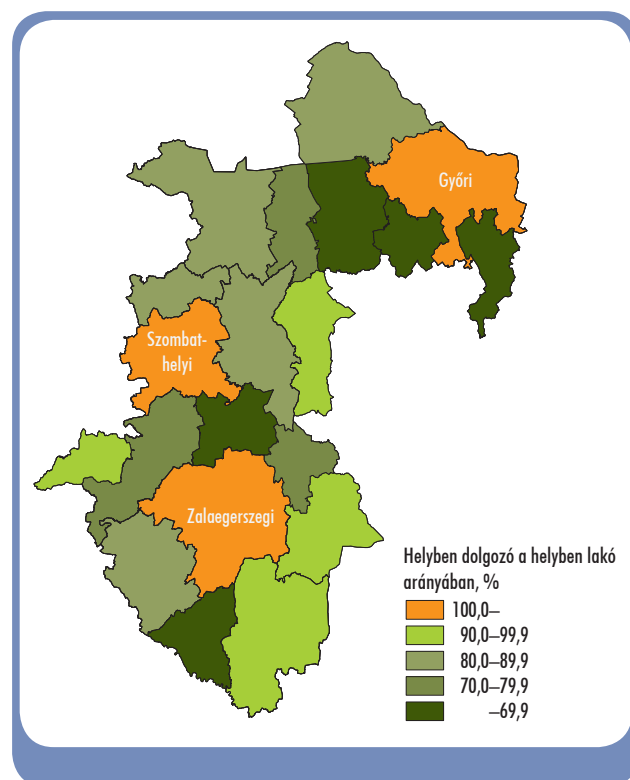 Győri
Szombat-
helyi
Zalaegerszegi
Helyben dolgozó a helyben lakó
arányában, %
100,0–
90,0–99,9
80,0–89,9
70,0–79,9
–69,9